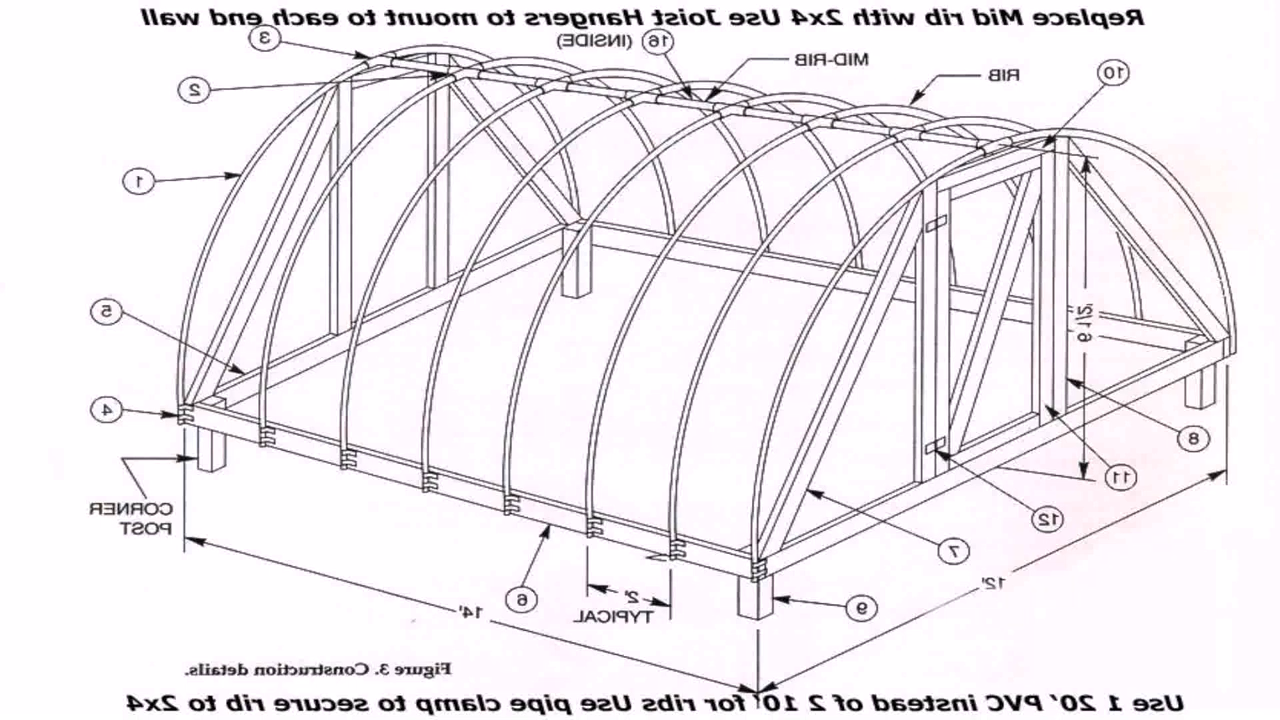 Replace Mid rib with 2x4 Use Joist Hangers to mount to each end wall
3
16 (INSIDE)
MID-RIB
RIB
10
2
1
5
6 1/2'
4
8
CORNER
POST
11
12
7
12'
2'
TYPICAL
6
9
14'
Figure 3. Construction details.
Use 1 20' PVC instead of 2 10' for ribs Use pipe clamp to secure rib to 2x4